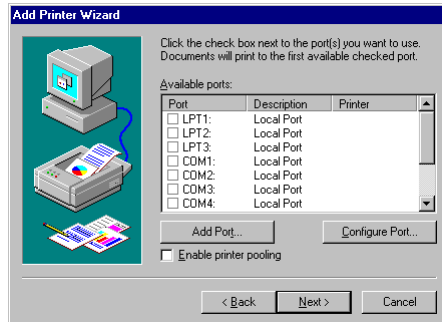 Add Printer Wizard
Click the check box next to the port(s) you want to use.
Documents will print to the first available checked port.
Available ports:
Port Description Printer
LPT1: Local Port
LPT2: Local Port
LPT3: Local Port
COM1: Local Port
COM2: Local Port
COM3: Local Port
COM4: Local Port
Add Port... Configure Port...
Enable printer pooling
< Back Next > Cancel